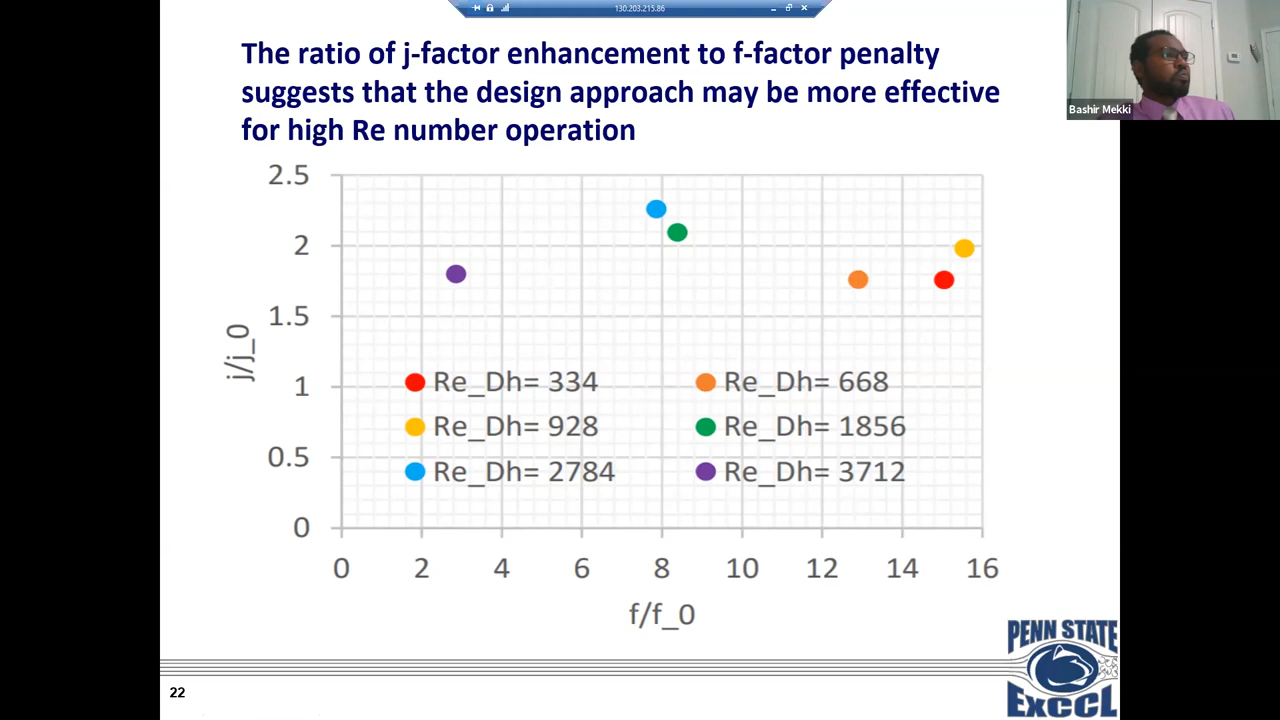 130.203.215.86
The ratio of j-factor enhancement to f-factor penalty
suggests that the design approach may be more effective
for high Re number operation
Bashir Mekki
2.5
2
1.5
1
0.5
0
j/j_0
Re_Dh= 334
Re_Dh= 668
Re_Dh= 928
Re_Dh= 1856
Re_Dh= 2784
Re_Dh= 3712
0 2 4 6 8 10 12 14 16
f/f_0
22
PENN STATE
ExCCL